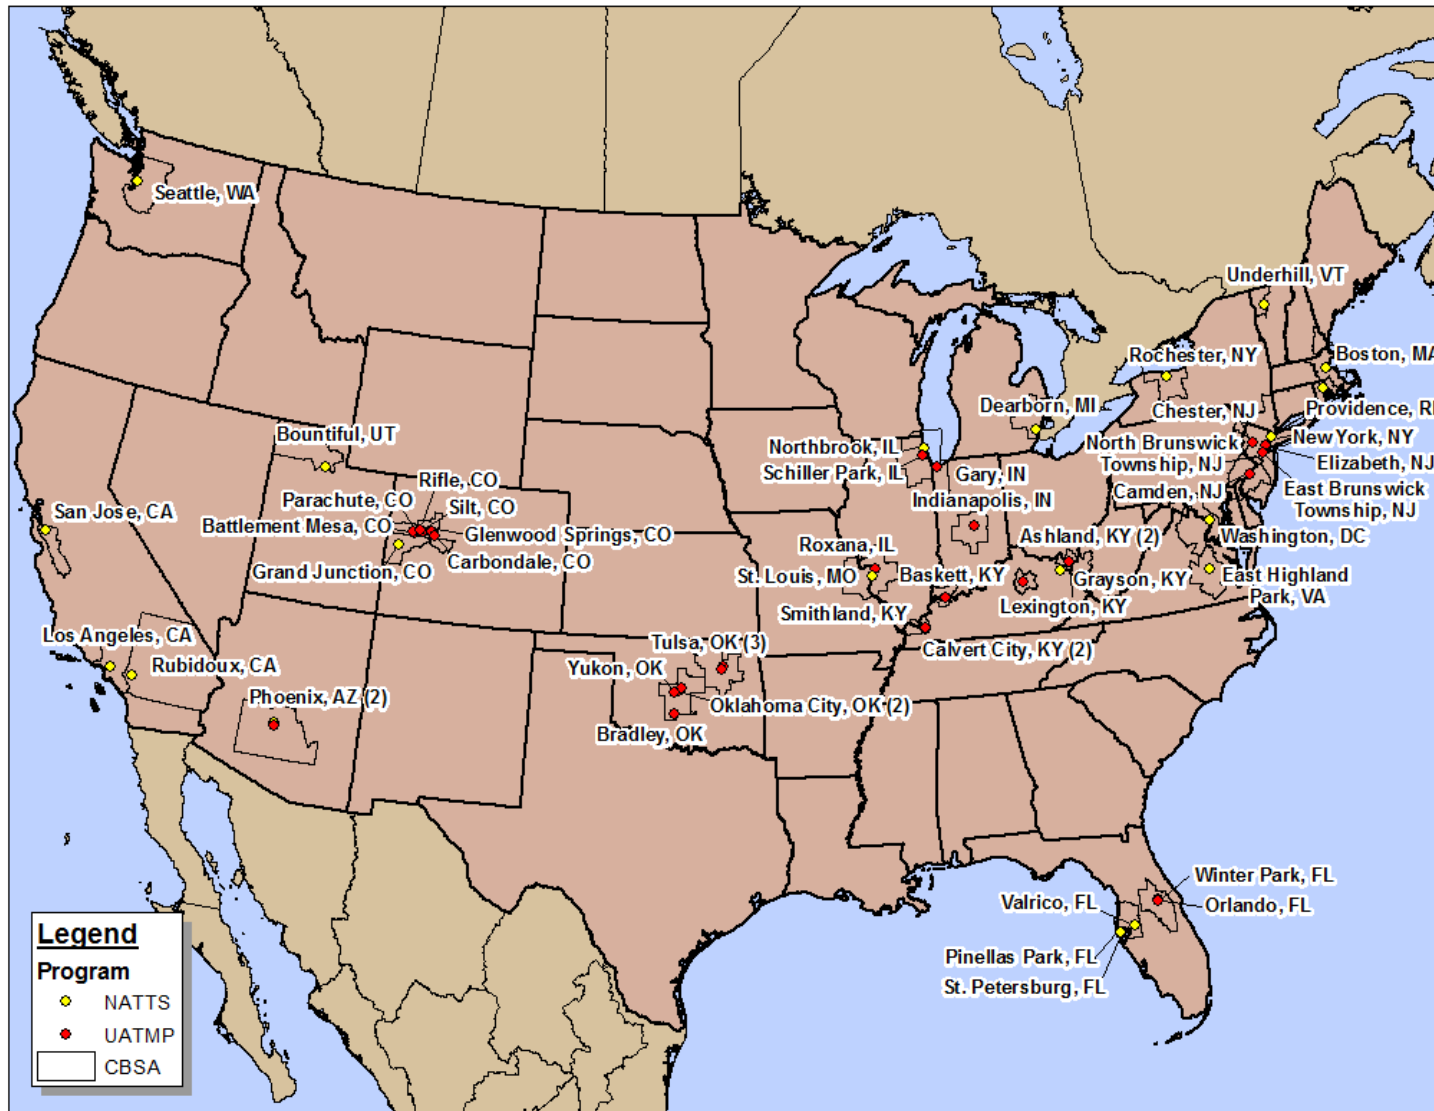 Seattle, WA
Underhill, VT
Rochester, NY
Boston, MA
Dearborn, MI
Chester, NJ
Providence, RI
Bountiful, UT
Northbrook, IL
North Brunswick
Township, NJ
New York, NY
Schiller Park, IL
Gary, IN
Elizabeth, NJ
Rifle, CO
Parachute, CO
Silt, CO
Indianapolis, IN
Camden, NJ
East Brunswick
Township, NJ
San Jose, CA
Battlement Mesa, CO
Glenwood Springs, CO
Ashland, KY (2)
Washington, DC
Carbondale, CO
Grand Junction, CO
Roxana, IL
St. Louis, MO
Baskett, KY
Grayson, KY
East Highland
Park, VA
Smithland, KY
Lexington, KY
Calvert City, KY (2)
Los Angeles, CA
Rubidoux, CA
Tulsa, OK (3)
Yukon, OK
Phoenix, AZ (2)
Oklahoma City, OK (2)
Bradley, OK
Winter Park, FL
Valrico, FL
Orlando, FL
Pinellas Park, FL
St. Petersburg, FL
Legend
Program
NATTS
UATMP
CBSA